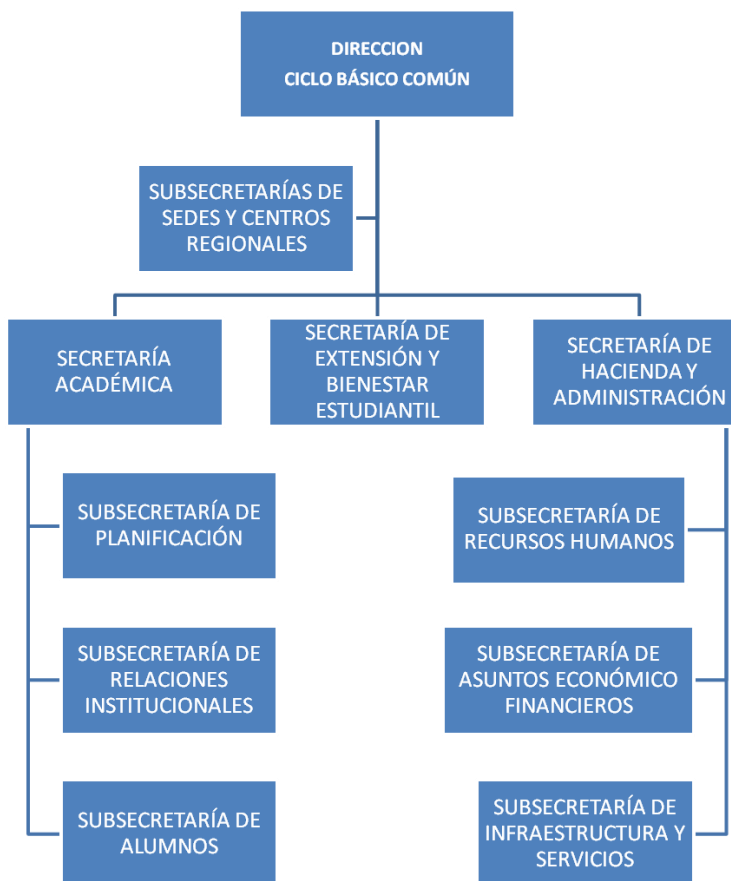 DIRECCION
CICLO BÁSICO COMÚN
SUBSECRETARÍAS DE
SEDES Y CENTROS
REGIONALES
SECRETARÍA
ACADÉMICA
SECRETARÍA DE
EXTENSIÓN Y
BIENESTAR
ESTUDIANTIL
SECRETARÍA DE
HACIENDA Y
ADMINISTRACIÓN
SUBSECRETARÍA DE
PLANIFICACIÓN
SUBSECRETARÍA DE
RELACIONES
INSTITUCIONALES
SUBSECRETARÍA DE
ALUMNOS
SUBSECRETARÍA DE
RECURSOS HUMANOS
SUBSECRETARÍA DE
ASUNTOS ECONÓMICO
FINANCIEROS
SUBSECRETARÍA DE
INFRAESTRUCTURA Y
SERVICIOS